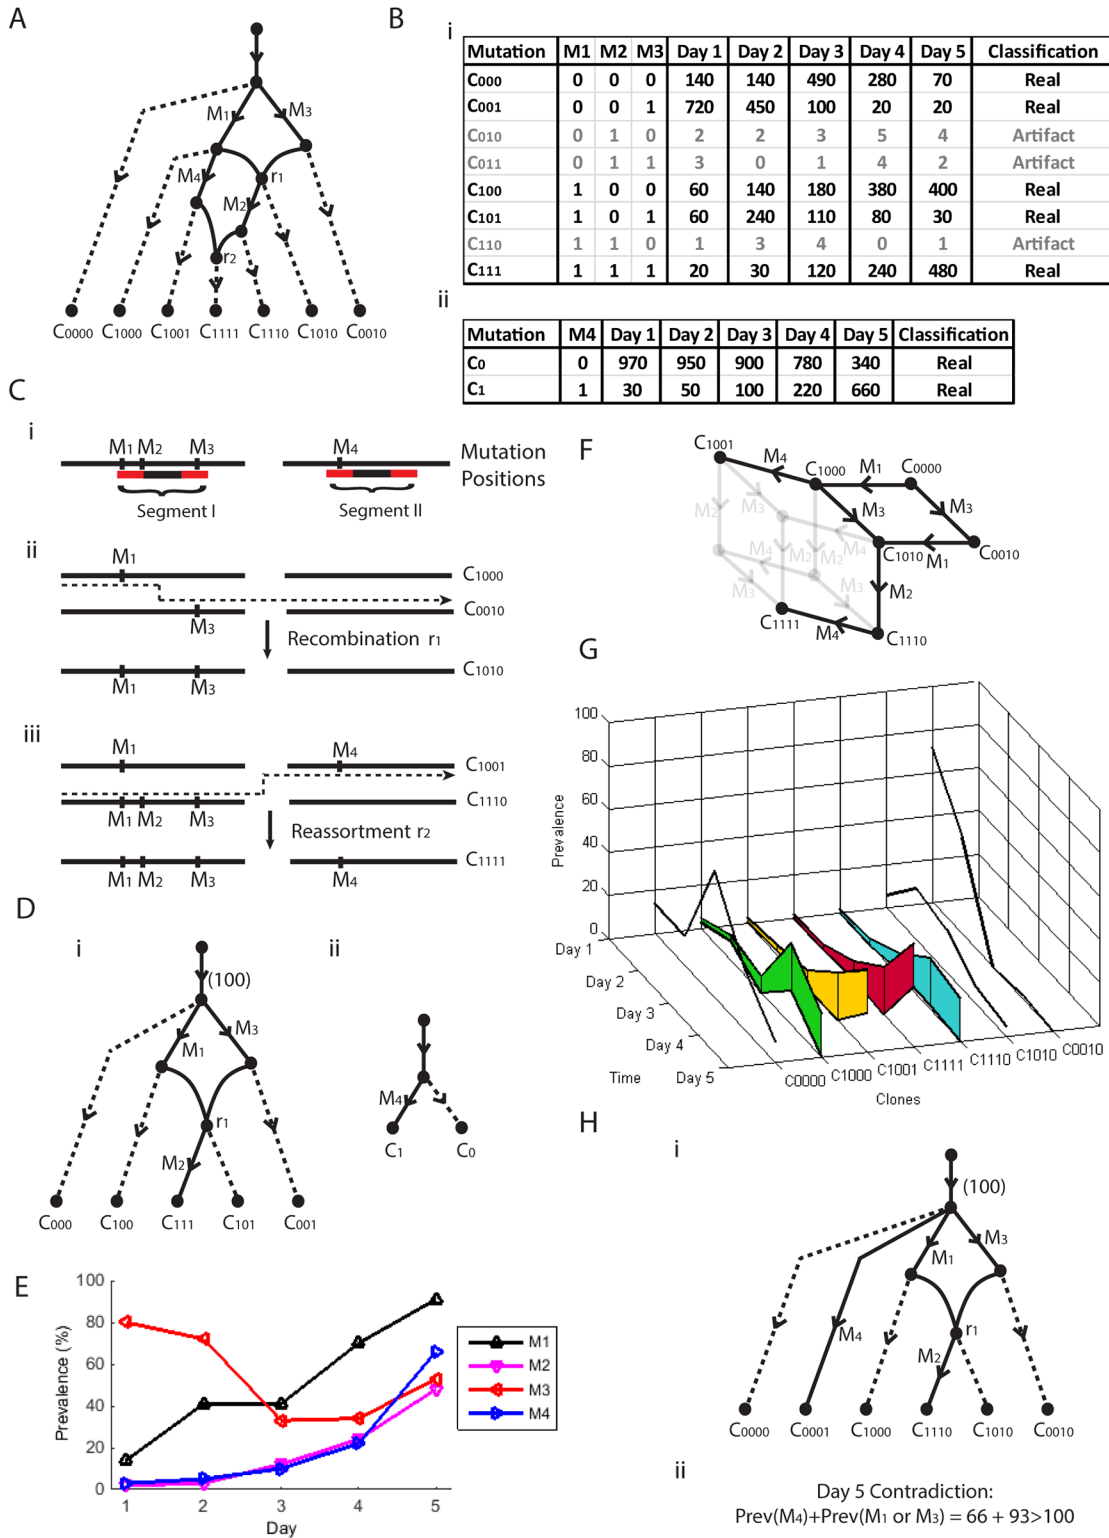 A
M1
M3
M4
r1
M2
r2
C0000
C1000
C1001
C1111
C1110
C1010
C0010
B
i
Mutation M1 M2 M3 Day 1 Day 2 Day 3 Day 4 Day 5 Classification
C000 0 0 0 140 140 490 280 70 Real
C001 0 0 1 720 450 100 20 20 Real
C010 0 1 0 2 2 3 5 4 Artifact
C011 0 1 1 3 0 1 4 2 Artifact
C100 1 0 0 60 140 180 380 400 Real
C101 1 0 1 60 240 110 80 30 Real
C110 1 1 0 1 3 4 0 1 Artifact
C111 1 1 1 20 30 120 240 480 Real
ii
Mutation M4 Day 1 Day 2 Day 3 Day 4 Day 5 Classification
C0 0 970 950 900 780 340 Real
C1 1 30 50 100 220 660 Real
C
i
M1 M2 M3 M4
Mutation
Positions
Segment I
Segment II
ii
M1
C1000
C0010
M3
Recombination r1
C1010
M1 M3
iii
M1 M4
C1001
C1110
M1 M2 M3
Reassortment r2
C1111
M1 M2 M3 M4
D
i
(100)
M1
M3
r1
M2
C000
C100
C111
C101
C001
ii
M4
C1
C0
E
Prevalence (%)
100
80
60
40
20
0
1 2 3 4 5
Day
M1
M2
M3
M4
F
C1001
M4
C1000
M1
C0000
M3
M3
M3
M2
M4
C1010
M1
C0010
M4
M2
M2
M2
M3
M3
C1111
M4
C1110
G
Prevalence
100
80
60
40
20
0
Day 1
Day 2
Day 3
Day 4
Day 5
Time
C0000
C1000
C1001
C1111
C1110
C1010
C0010
Clones
H
i
(100)
M1
M3
M4
r1
M2
C0000
C0001
C1000
C1110
C1010
C0010
ii
Day 5 Contradiction:
Prev(M4)+Prev(M1 or M3) = 66 + 93>100